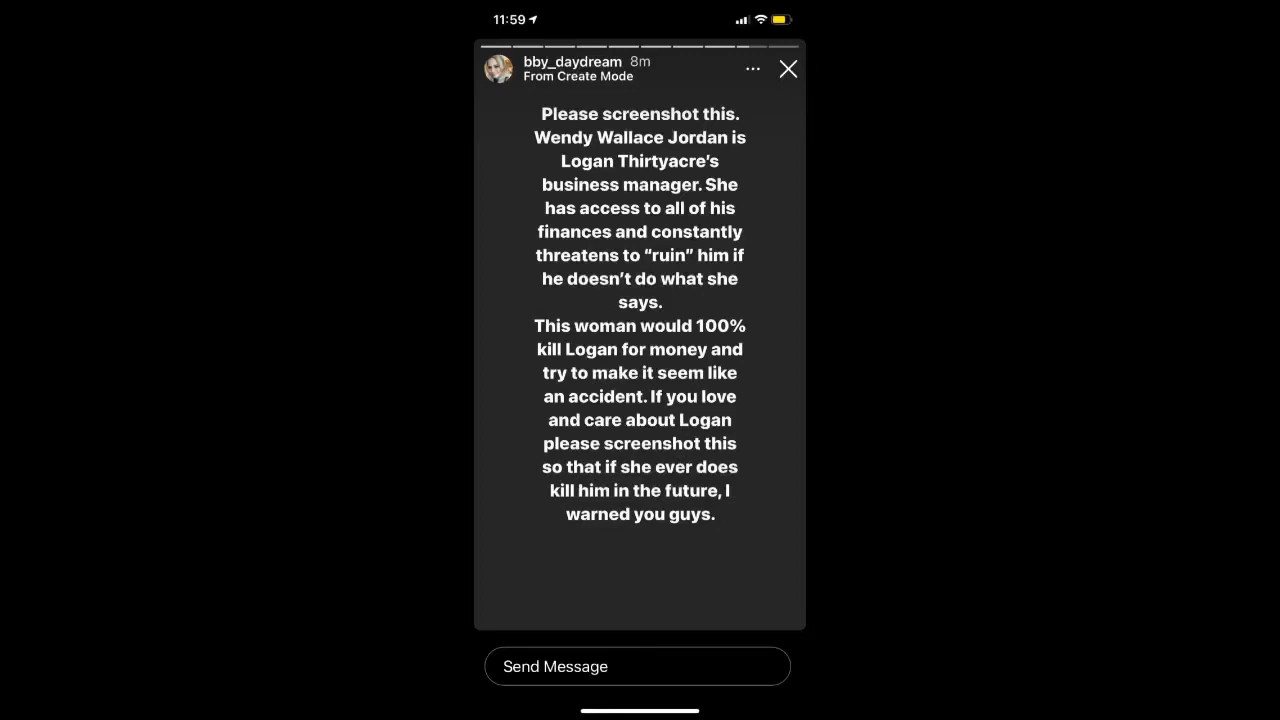 11:59
bby_daydream 8m
From Create Mode
Please screenshot this.
Wendy Wallace Jordan is
Logan Thirtyacre's
business manager. She
has access to all of his
finances and constantly
threatens to “ruin” him if
he doesn’t do what she
says.
This woman would 100%
kill Logan for money and
try to make it seem like
an accident. If you love
and care about Logan
please screenshot this
so that if she ever does
kill him in the future, I
warned you guys.
Send Message